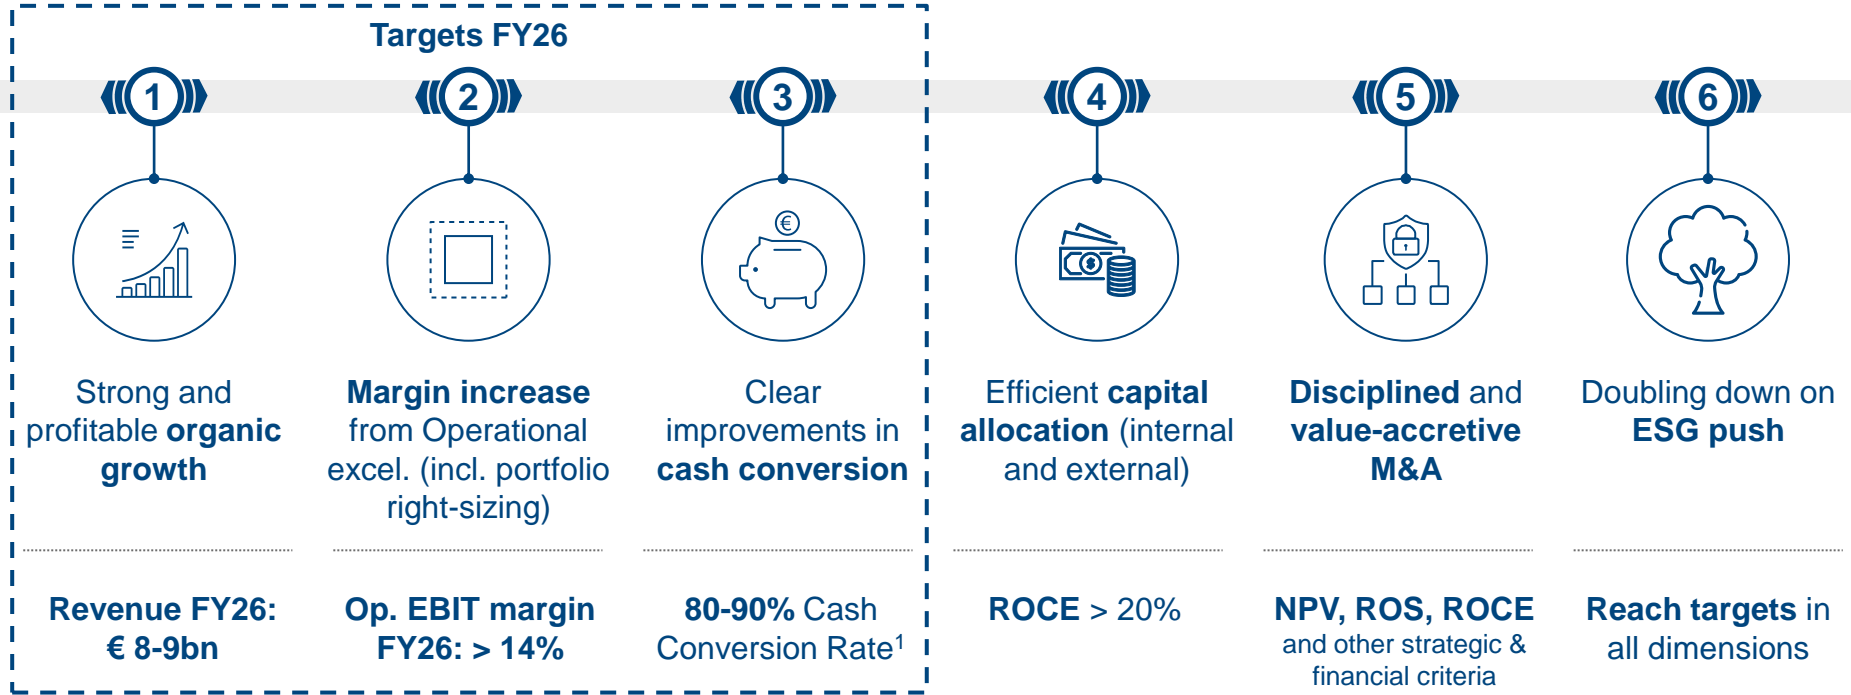 Targets FY26
1
2
3
4
5
6
€
$
Strong and
profitable organic
growth
Margin increase
from Operational
excel. (incl. portfolio
right-sizing)
Clear
improvements in
cash conversion
Efficient capital
allocation (internal
and external)
Disciplined and
value-accretive
M&A
Doubling down on
ESG push
Revenue FY26:
€ 8-9bn
Op. EBIT margin
FY26: > 14%
80-90% Cash
Conversion Rate¹
ROCE > 20%
NPV, ROS, ROCE
and other strategic &
financial criteria
Reach targets in
all dimensions